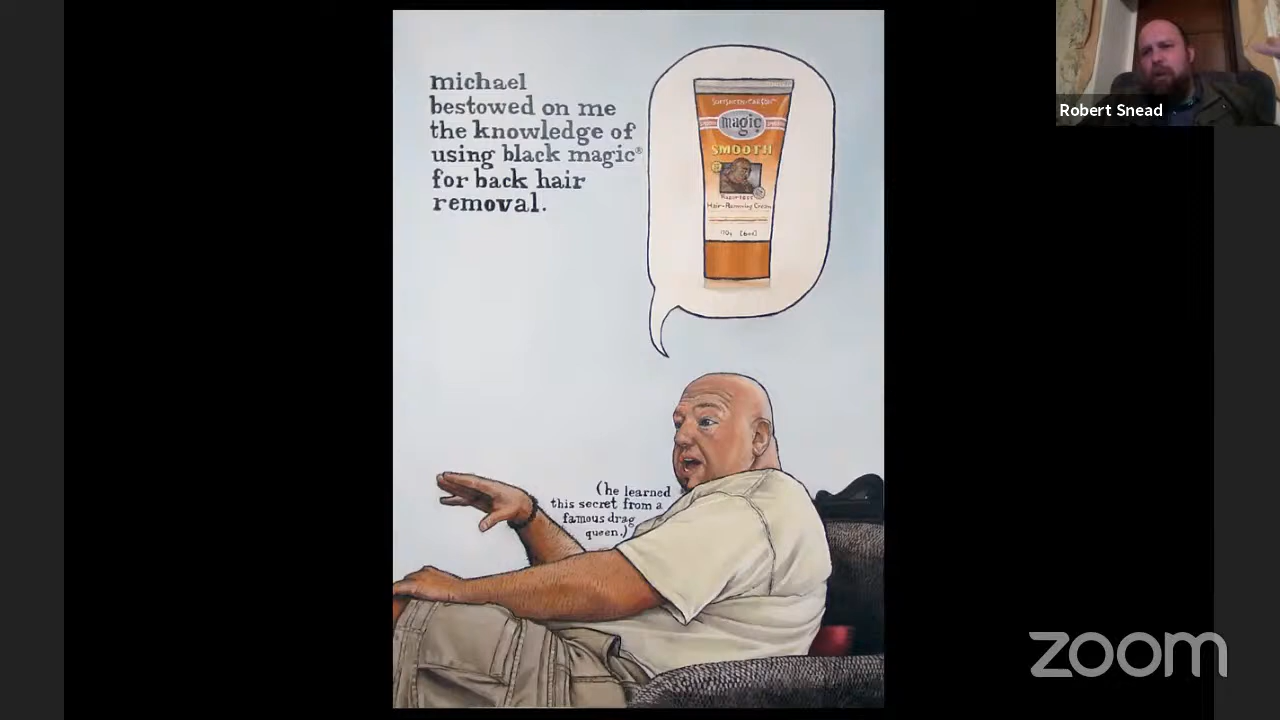 michael
bestowed on me
the knowledge of
using black magic®
for back hair
removal.
magic
SMOOTH
Hair-Removing Cream
(he learned
this secret from a
famous drag
queen.)
Robert Snead
zoom